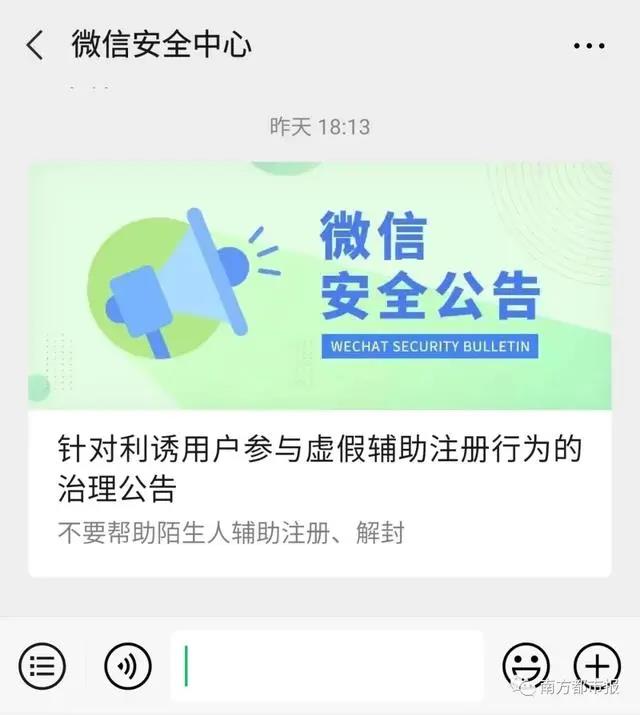 微信安全中心
昨天 18:13
微信
安全公告
WECHAT SECURITY BULLETIN
针对利诱用户参与虚假辅助注册行为的
治理公告
不要帮助陌生人辅助注册、解封
南方都市报